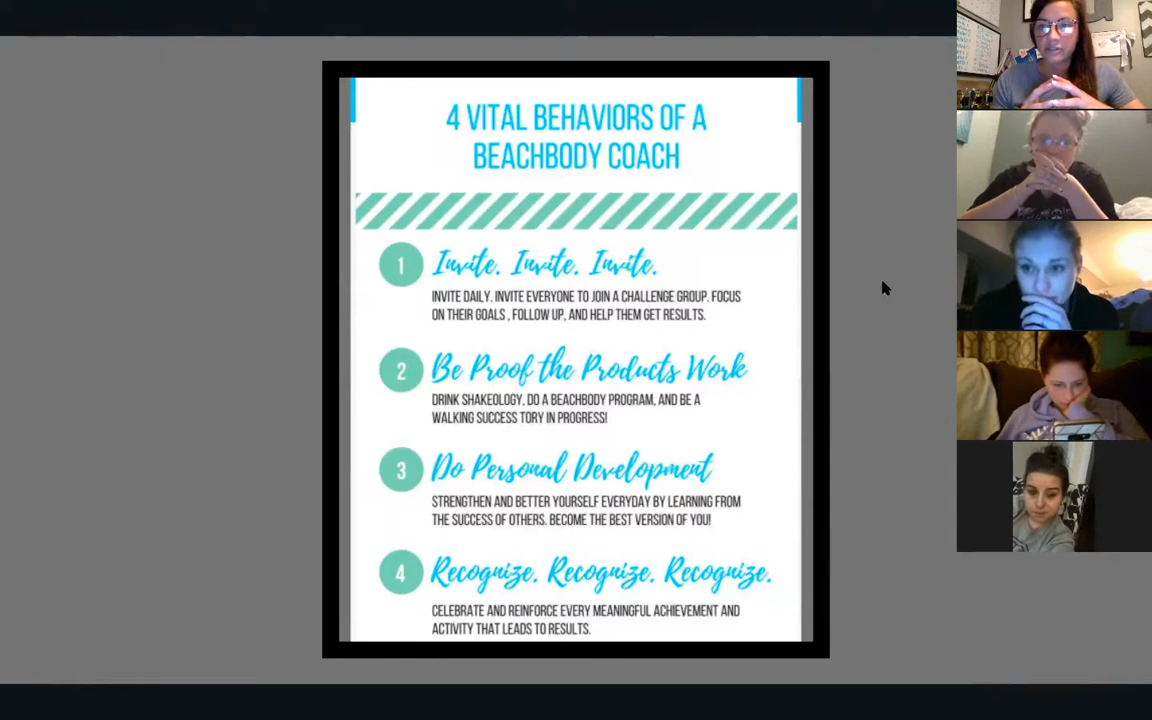 4 VITAL BEHAVIORS OF A
BEACHBODY COACH
1 Invite. Invite. Invite.
INVITE DAILY. INVITE EVERYONE TO JOIN A CHALLENGE GROUP. FOCUS
ON THEIR GOALS , FOLLOW UP, AND HELP THEM GET RESULTS.
2 Be Proof the Products Work
DRINK SHAKEOLOGY, DO A BEACHBODY PROGRAM, AND BE A
WALKING SUCCESS TORY IN PROGRESS!
3 Do Personal Development
STRENGTHEN AND BETTER YOURSELF EVERYDAY BY LEARNING FROM
THE SUCCESS OF OTHERS. BECOME THE BEST VERSION OF YOU!
4 Recognize. Recognize. Recognize.
CELEBRATE AND REINFORCE EVERY MEANINGFUL ACHIEVEMENT AND
ACTIVITY THAT LEADS TO RESULTS.